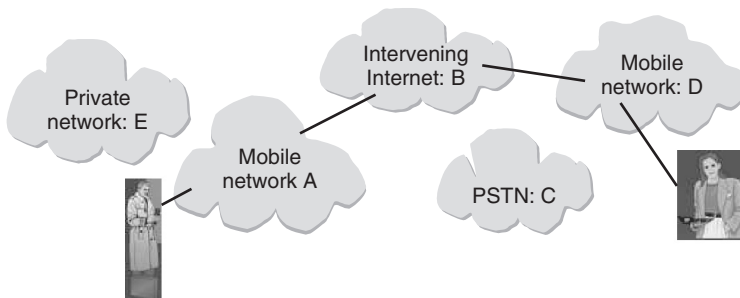 Private
network: E
Mobile
network A
Intervening
Internet: B
PSTN: C
Mobile
network: D